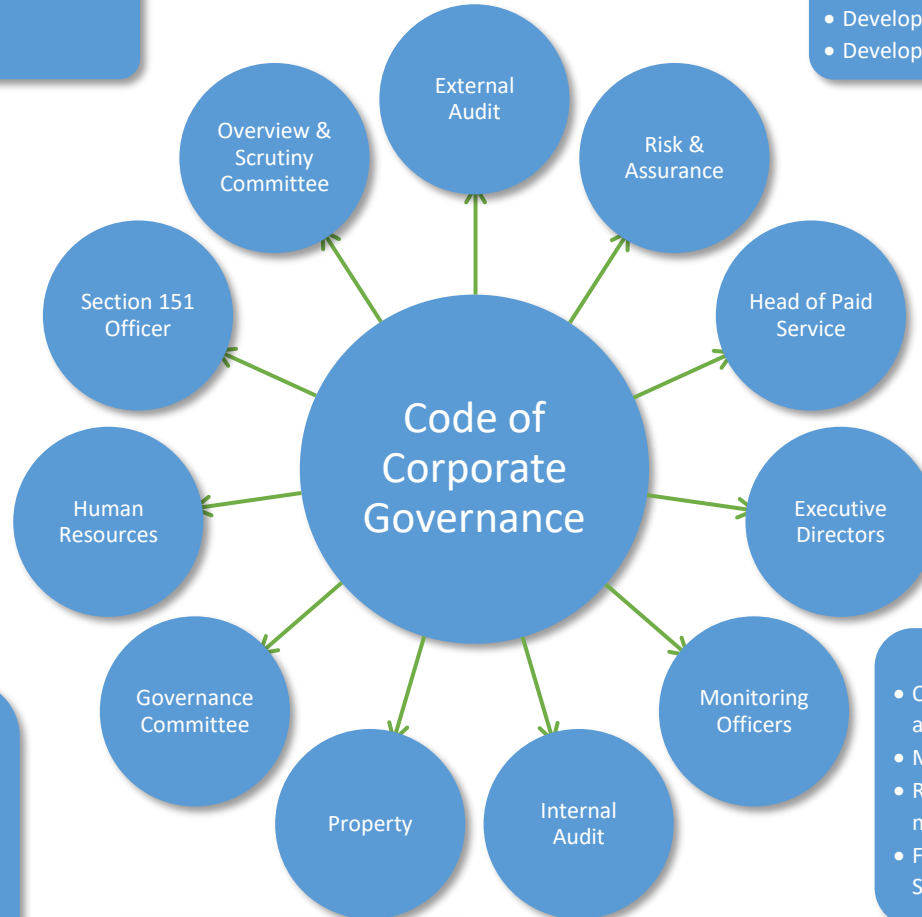 • Develop
• Develop
External
Audit
Overview &
Scrutiny
Committee
Risk &
Assurance
Section 151
Officer
Head of Paid
Service
Code of
Corporate
Governance
Human
Resources
Executive
Directors
Governance
Committee
Monitoring
Officers
Property
Internal
Audit